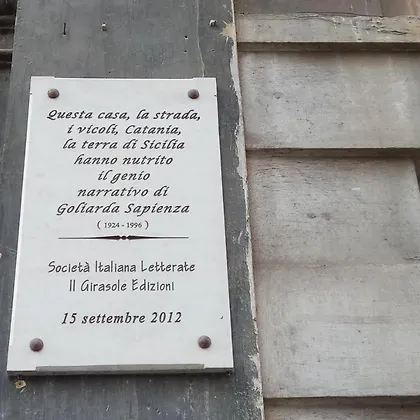 Questa casa, la strada,
i vicoli, Catania,
la terra di Sicilia
hanno nutrito
il genio
narrativo di
Goliarda Sapienza
( 1924 - 1996 )
Società Italiana Letterate
Il Girasole Edizioni
15 settembre 2012